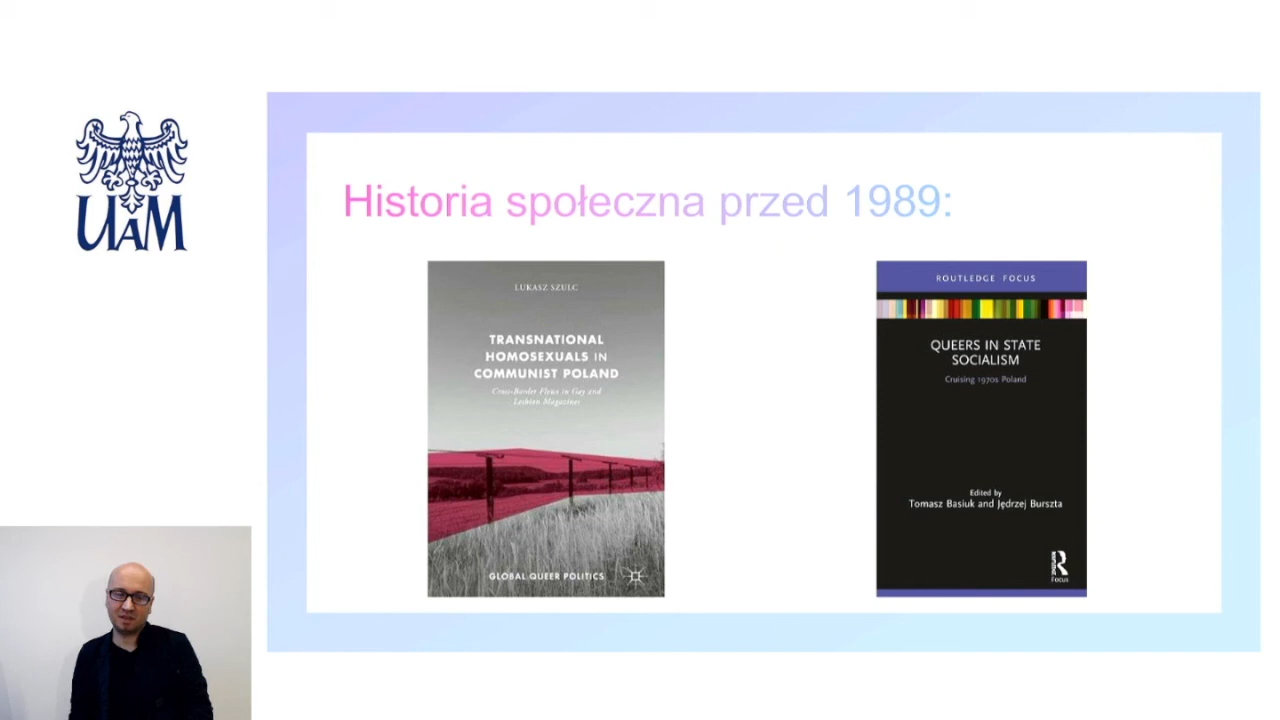 UAM
Historia społeczna przed 1989:
LUKASZ SZULC
TRANSNATIONAL
HOMOSEXUALS IN
COMMUNIST POLAND
Cross-Border Flows in Gay and
Lesbian Magazines
GLOBAL QUEER POLITICS
ROUTLEDGE FOCUS
QUEERS IN STATE
SOCIALISM
Cruising 1970s Poland
Edited by
Tomasz Basiuk and Jędrzej Burszta
R
ROUTLEDGE
Focus